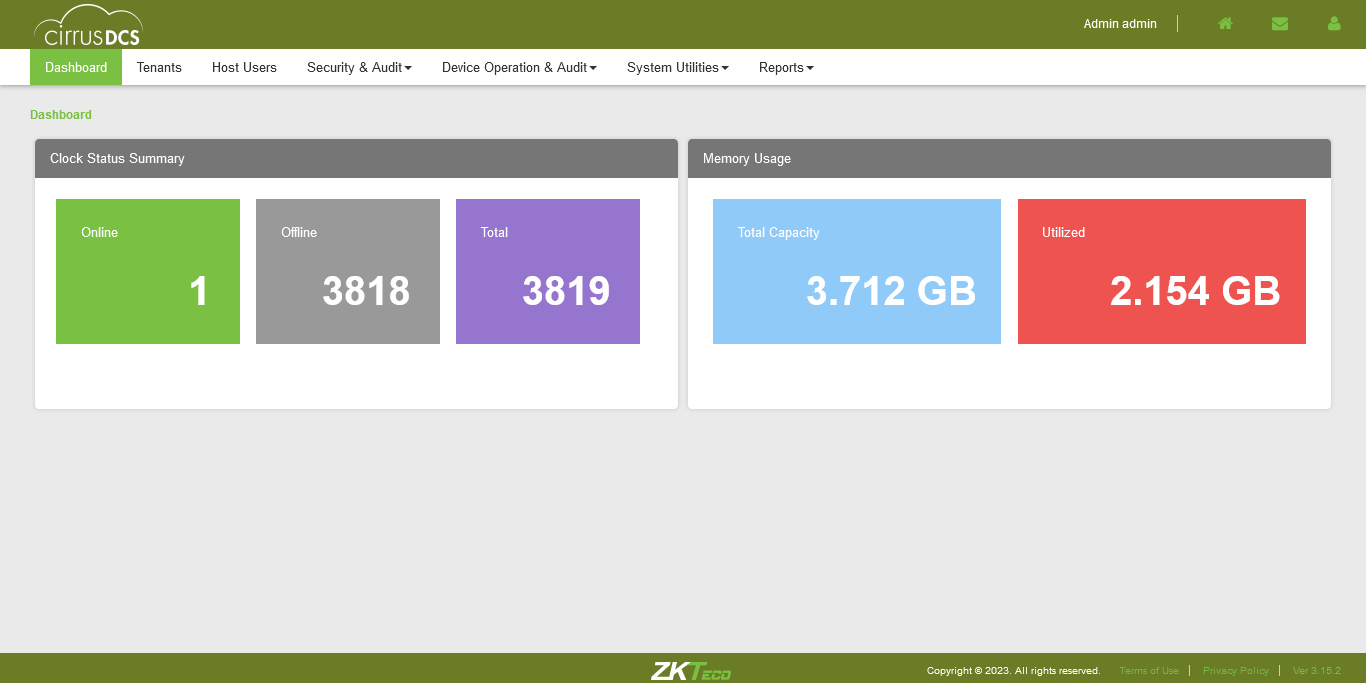 cirrusDCS
Admin admin
Dashboard Tenants Host Users Security & Audit Device Operation & Audit System Utilities Reports
Dashboard
Clock Status Summary
Online
1
Offline
3818
Total
3819
Memory Usage
Total Capacity
3.712 GB
Utilized
2.154 GB
ZKTECO
Copyright © 2023. All rights reserved. Terms of Use Privacy Policy Ver 3.15.2